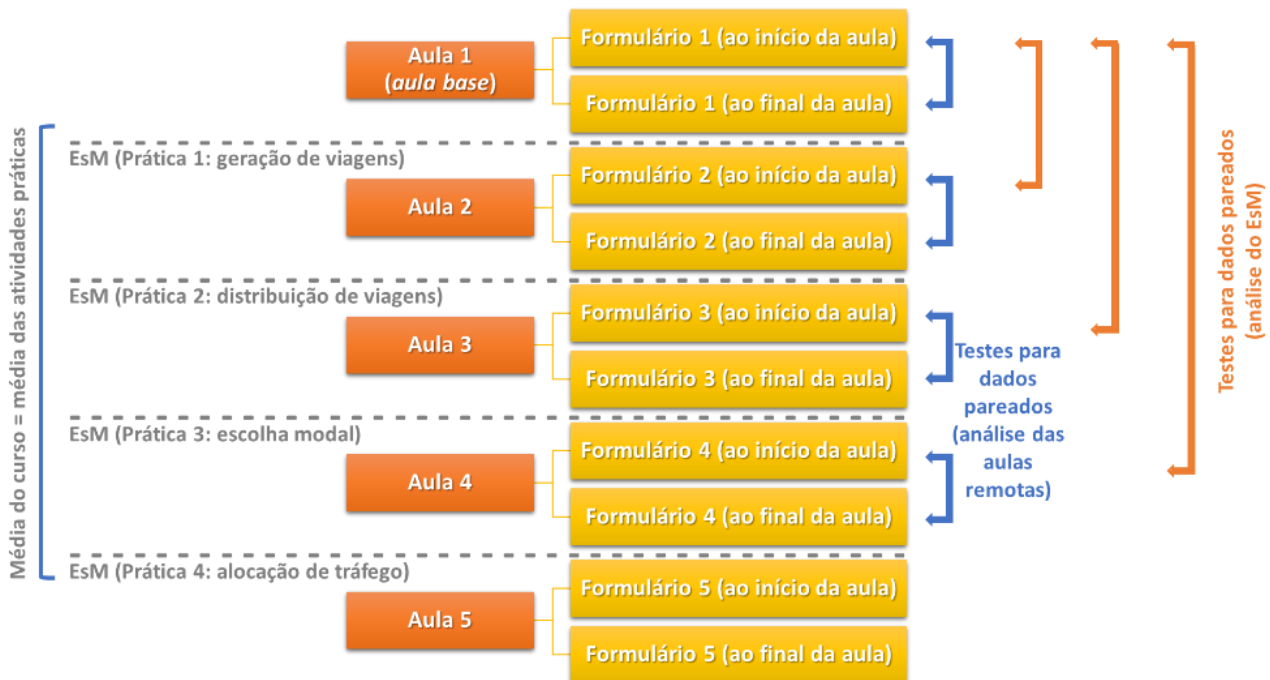 Formulário 1 (ao início da aula)
Aula 1
(aula base)
Formulário 1 (ao final da aula)
EsM (Prática 1: geração de viagens)
Formulário 2 (ao início da aula)
Aula 2
Formulário 2 (ao final da aula)
EsM (Prática 2: distribuição de viagens)
Formulário 3 (ao início da aula)
Aula 3
Formulário 3 (ao final da aula)
EsM (Prática 3: escolha modal)
Formulário 4 (ao início da aula)
Aula 4
Formulário 4 (ao final da aula)
EsM (Prática 4: alocação de tráfego)
Formulário 5 (ao início da aula)
Aula 5
Formulário 5 (ao final da aula)
Média do curso = média das atividades práticas
Testes para
dados
pareados
(análise das
aulas
remotas)
Testes para dados pareados
(análise do EsM)